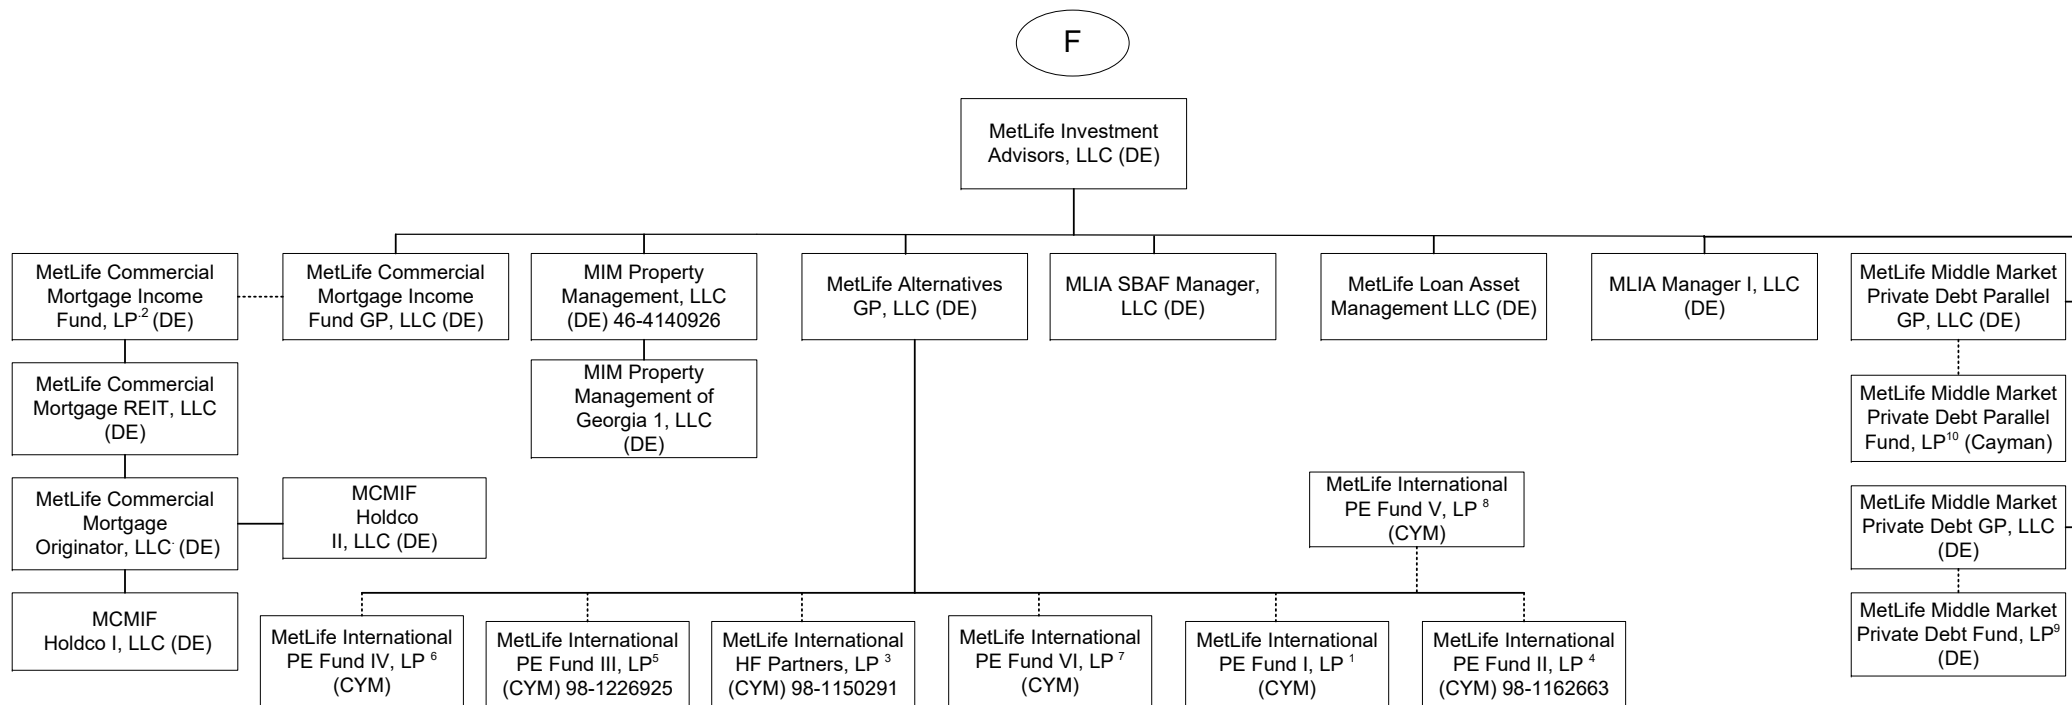 F
MetLife Investment
Advisors, LLC (DE)
MetLife Commercial
Mortgage Income
Fund, LP.² (DE)
MetLife Commercial
Mortgage Income
Fund GP, LLC (DE)
MIM Property
Management, LLC
(DE) 46-4140926
MetLife Alternatives
GP, LLC (DE)
MLIA SBAF Manager,
LLC (DE)
MetLife Loan Asset
Management LLC (DE)
MLIA Manager I, LLC
(DE)
MetLife Middle Market
Private Debt Parallel
GP, LLC (DE)
MetLife Commercial
Mortgage REIT, LLC
(DE)
MIM Property
Management of
Georgia 1, LLC
(DE)
MetLife Middle Market
Private Debt Parallel
Fund, LP¹⁰ (Cayman)
MetLife Commercial
Mortgage
Originator, LLC. (DE)
MCMIF
Holdco
II, LLC (DE)
MetLife International
PE Fund V, LP ⁸
(CYM)
MetLife Middle Market
Private Debt GP, LLC
(DE)
MCMIF
Holdco I, LLC (DE)
MetLife International
PE Fund IV, LP ⁶
(CYM)
MetLife International
PE Fund III, LP⁵
(CYM) 98-1226925
MetLife International
HF Partners, LP ³
(CYM) 98-1150291
MetLife International
PE Fund VI, LP ⁷
(CYM)
MetLife International
PE Fund I, LP ¹
(CYM)
MetLife International
PE Fund II, LP ⁴
(CYM) 98-1162663
MetLife Middle Market
Private Debt Fund, LP⁹
(DE)